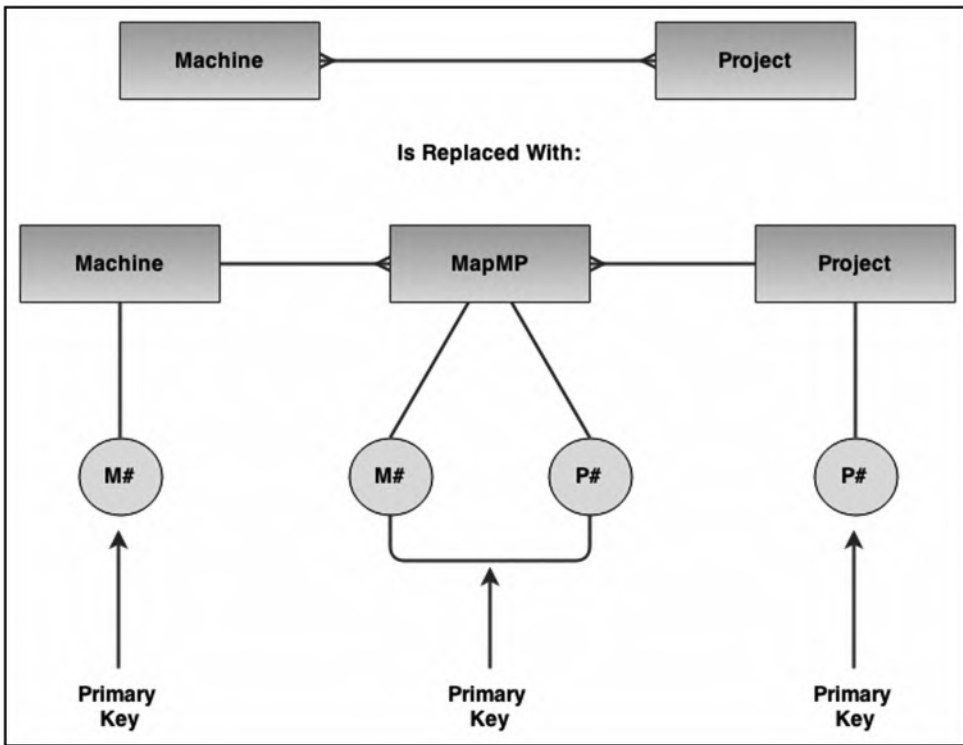 Machine
Project
Is Replaced With:
Machine
MapMP
Project
M#
M#
P#
P#
Primary
Key
Primary
Key
Primary
Key